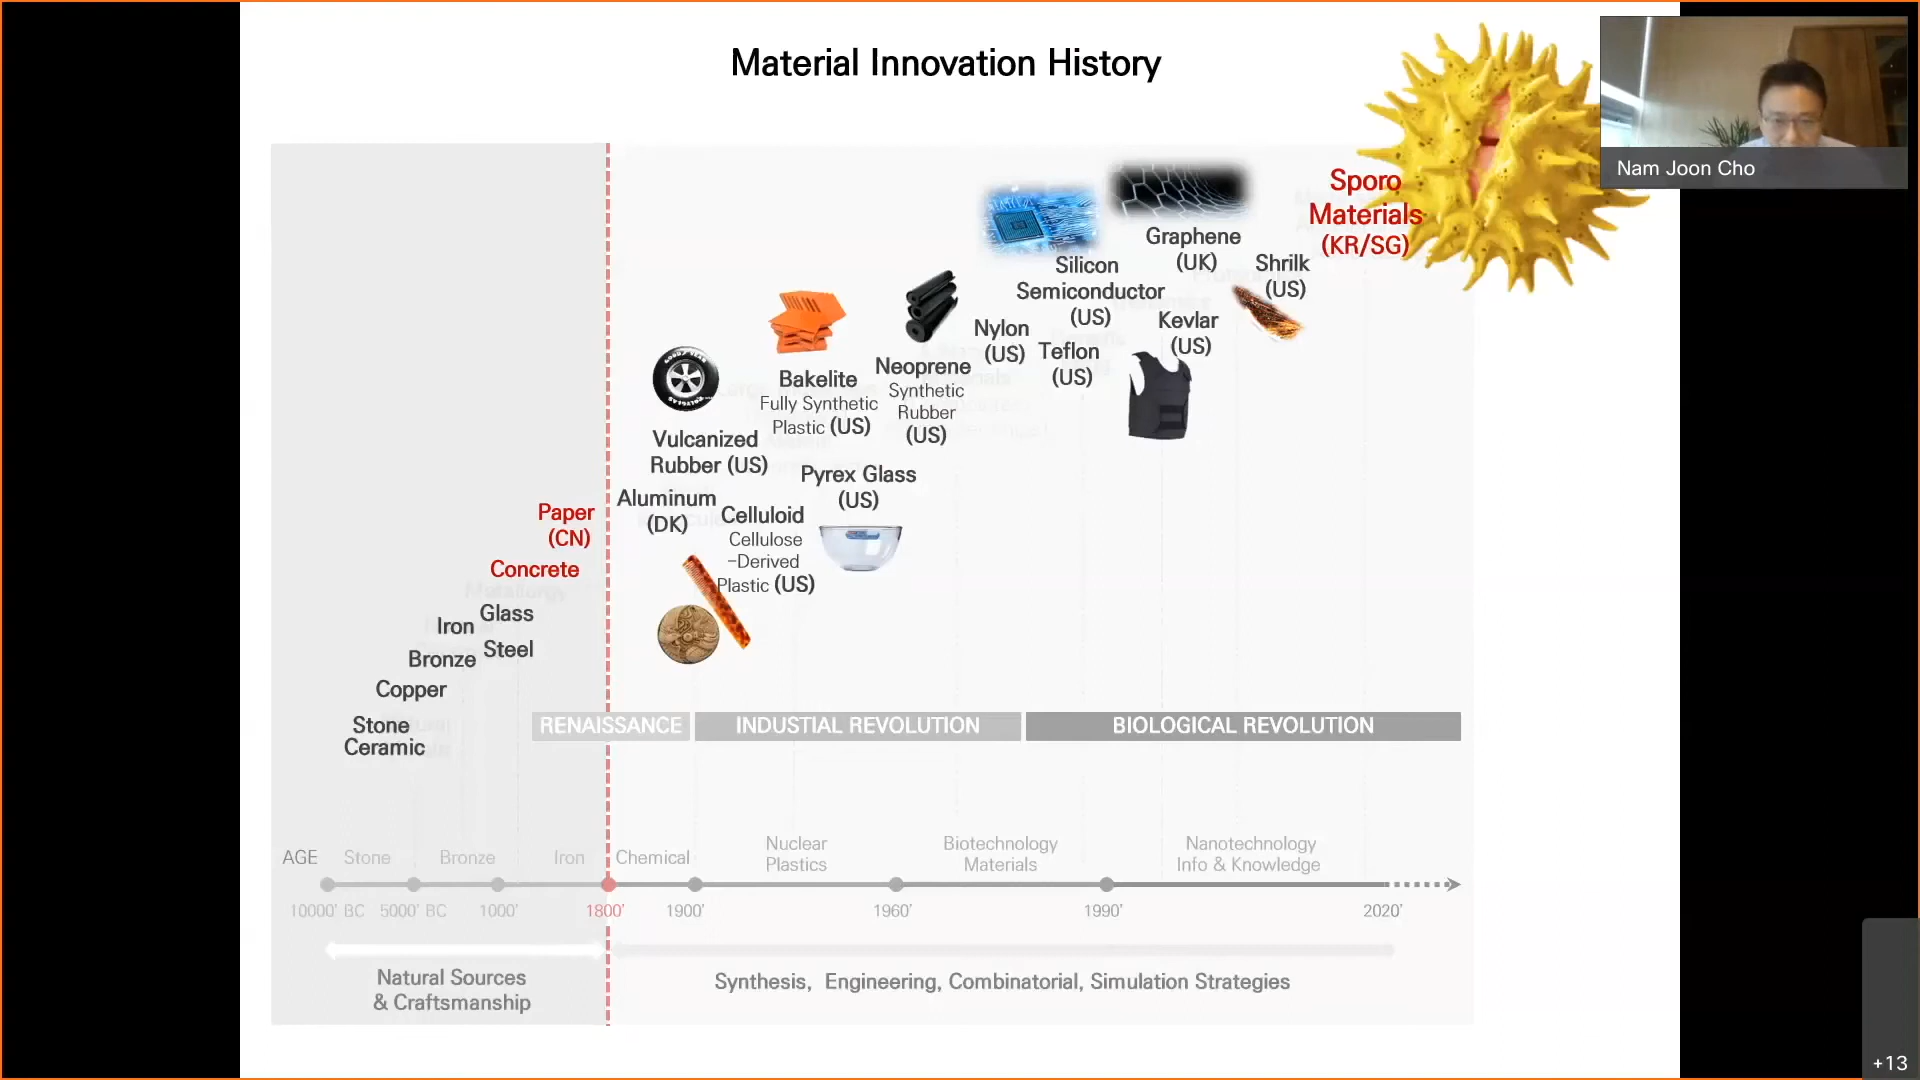 Material Innovation History
Nam Joon Cho
Sporo
Materials
(KR/SG)
Graphene
(UK)
Shrilk
(US)
Silicon
Semiconductor
(US)
Kevlar
(US)
Nylon
(US)
Teflon
(US)
Neoprene
Synthetic
Rubber
(US)
Bakelite
Fully Synthetic
Plastic (US)
Vulcanized
Rubber (US)
Pyrex Glass
(US)
Aluminum
(DK)
Celluloid
Cellulose
-Derived
Plastic (US)
Paper
(CN)
Concrete
Metallurgy
Glass
Iron
Steel
Bronze
Copper
Stone
Ceramic
RENAISSANCE
INDUSTIAL REVOLUTION
BIOLOGICAL REVOLUTION
AGE
Stone
Bronze
Iron
Chemical
Nuclear
Plastics
Biotechnology
Materials
Nanotechnology
Info & Knowledge
10000' BC
5000' BC
1000'
1800'
1900'
1960'
1990'
2020'
Natural Sources
& Craftsmanship
Synthesis, Engineering, Combinatorial, Simulation Strategies
+13